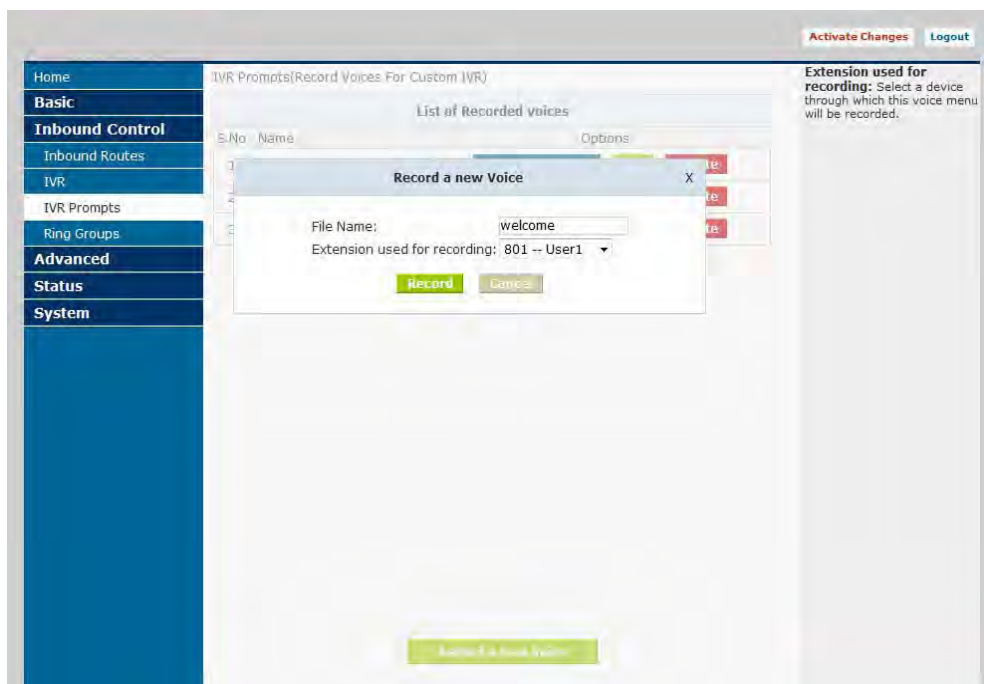 Activate Changes
Logout
Home
Basic
Inbound Control
Inbound Routes
IVR
IVR Prompts
Ring Groups
Advanced
Status
System
IVR Prompts(Record Voices For Custom IVR)
List of Recorded voices
S.No Name Options
Record a new Voice X
File Name: welcome
Extension used for recording: 801 -- User1
Record Cancel
Record a new Voice
Extension used for
recording: Select a device
through which this voice menu
will be recorded.